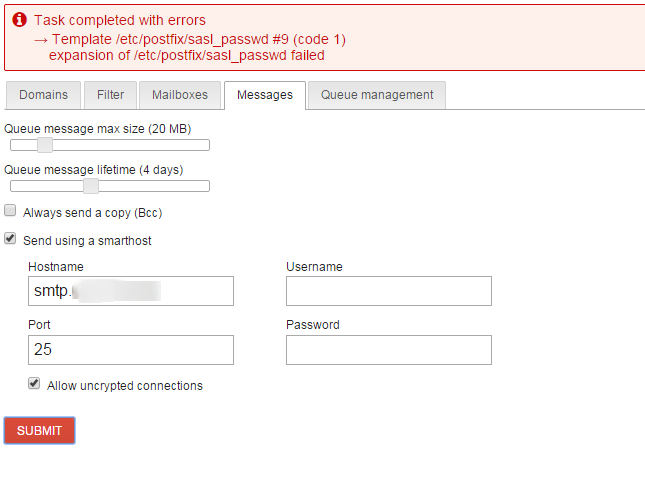 Task completed with errors
→ Template /etc/postfix/sasl_passwd #9 (code 1)
expansion of /etc/postfix/sasl_passwd failed
Domains Filter Mailboxes Messages Queue management
Queue message max size (20 MB)
Queue message lifetime (4 days)
Always send a copy (Bcc)
Send using a smarthost
Hostname Username
smtp.
Port Password
25
Allow uncrypted connections
SUBMIT